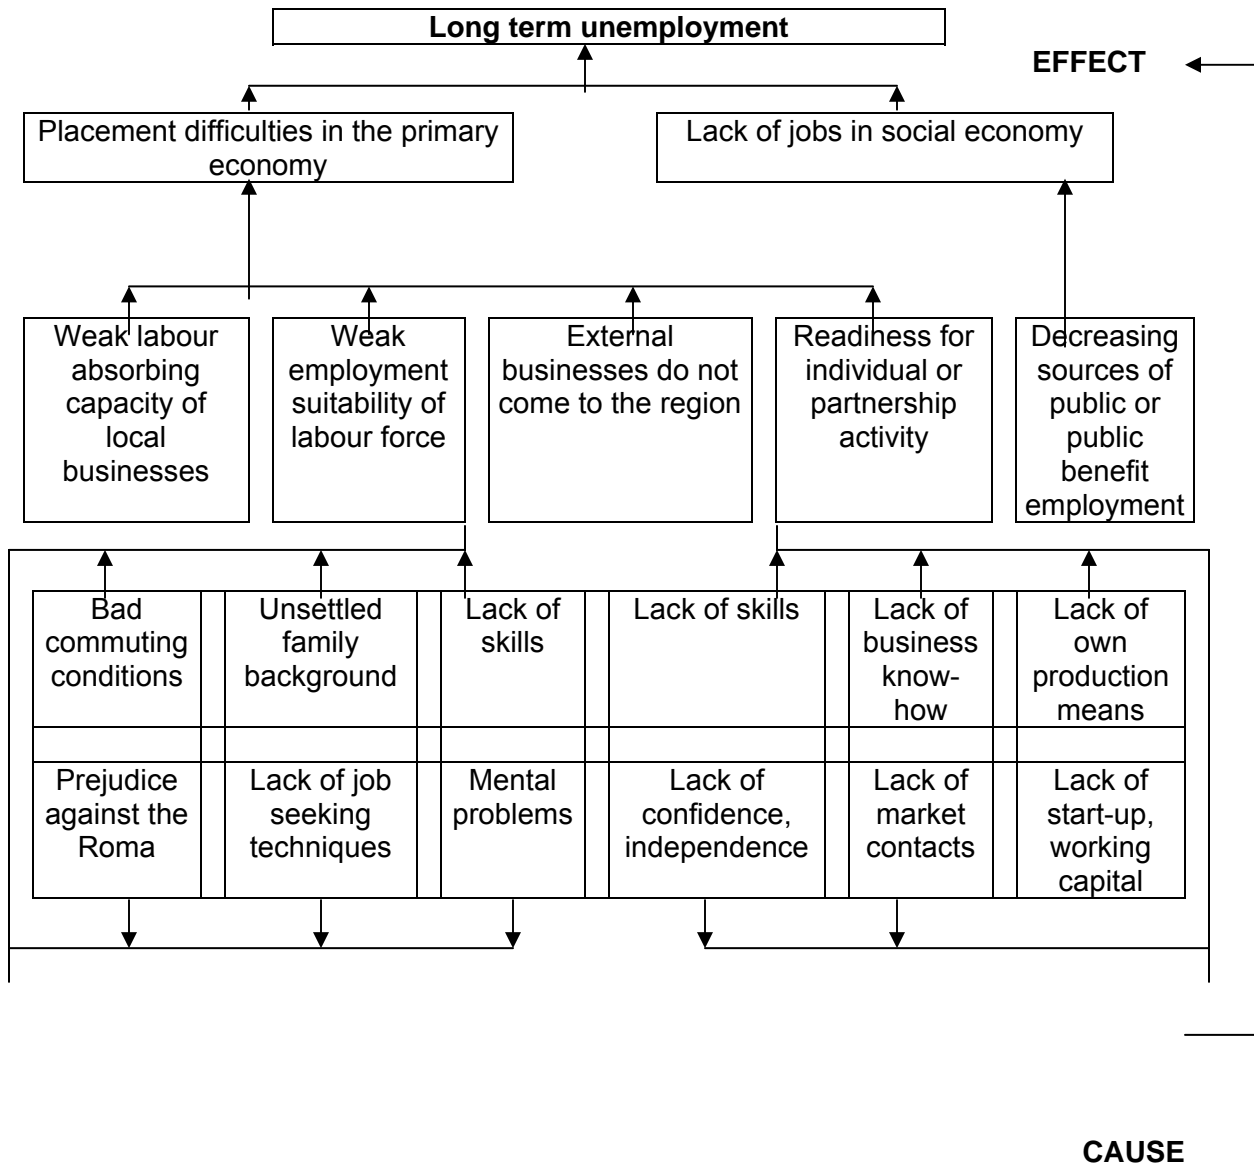 Long term unemployment
EFFECT
Placement difficulties in the primary
economy
Lack of jobs in social economy
Weak labour
absorbing
capacity of
local
businesses
Weak
employment
suitability of
labour force
External
businesses do not
come to the region
Readiness for
individual or
partnership
activity
Decreasing
sources of
public or
public
benefit
employment
Bad
commuting
conditions
Unsettled
family
background
Lack of
skills
Lack of skills
Lack of
business
know-
how
Lack of
own
production
means
Prejudice
against the
Roma
Lack of job
seeking
techniques
Mental
problems
Lack of
confidence,
independence
Lack of
market
contacts
Lack of
start-up,
working
capital
CAUSE